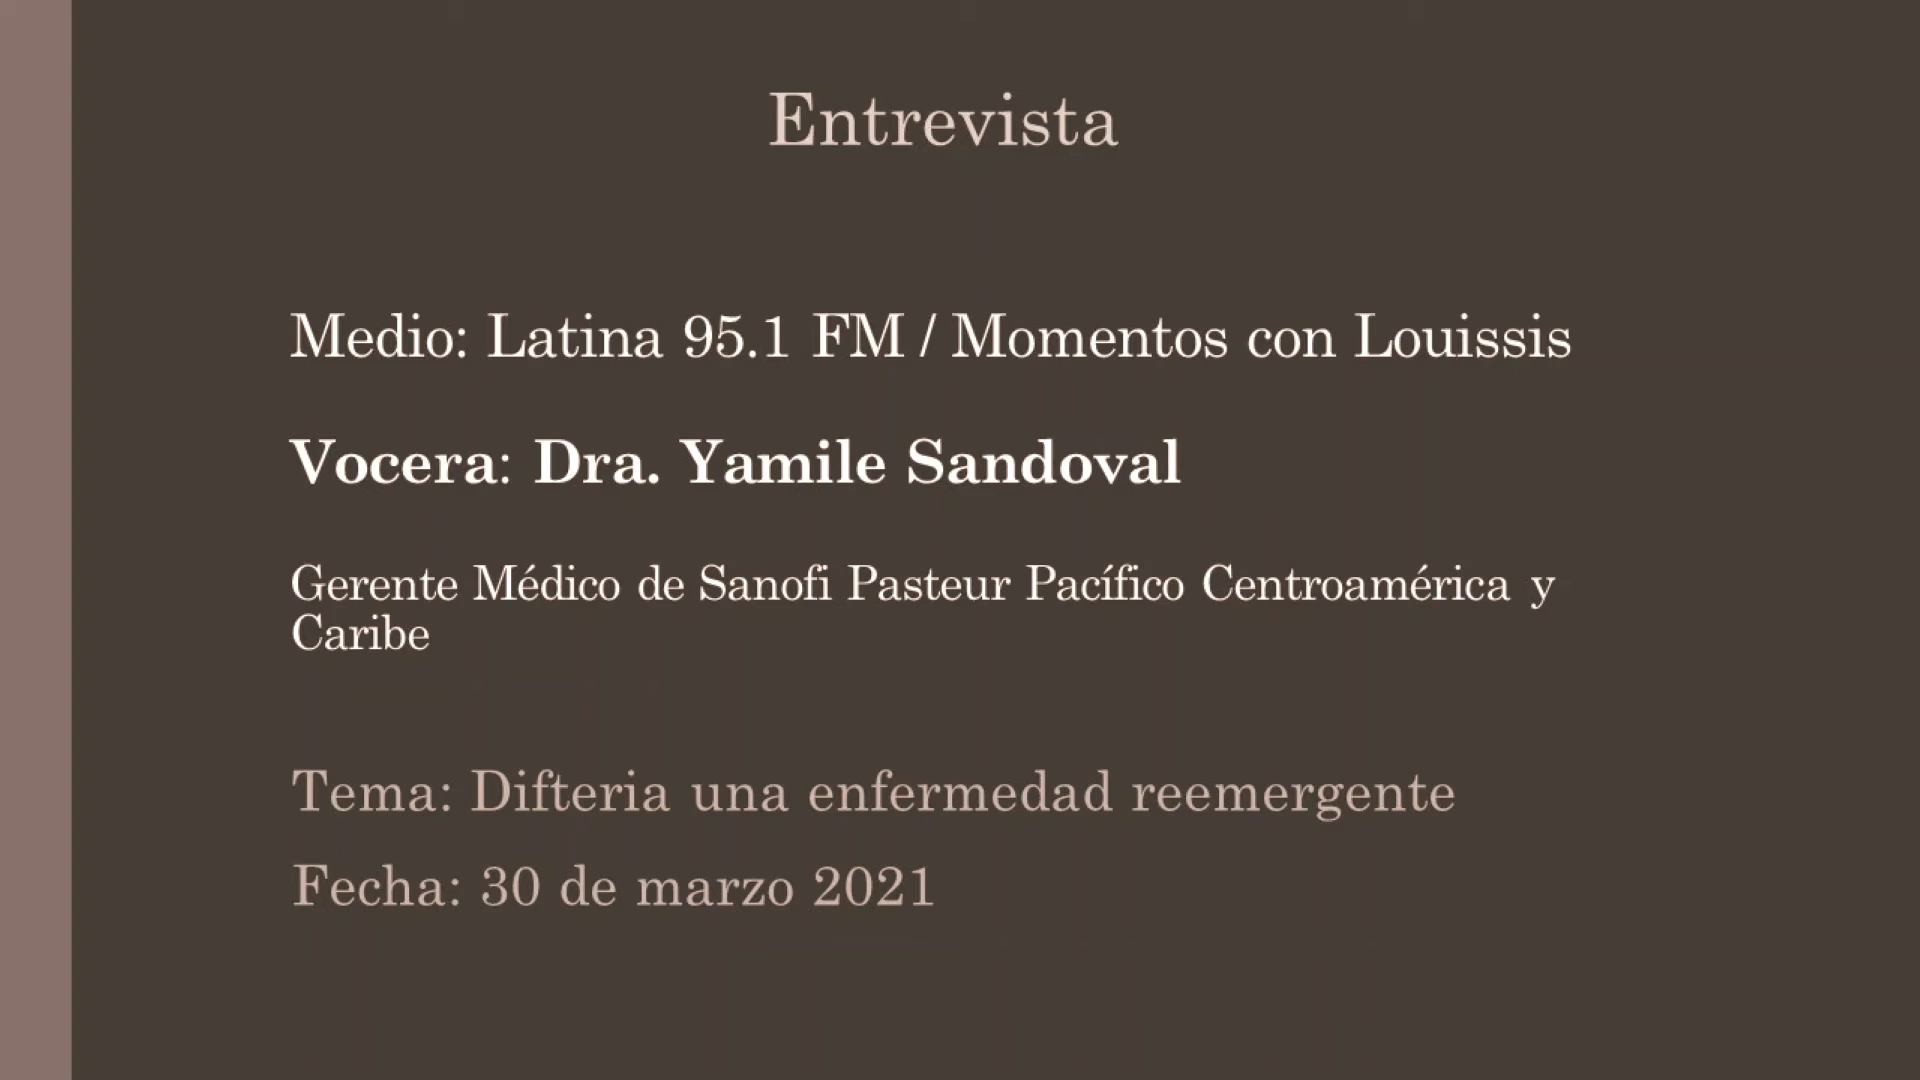 Entrevista
Medio: Latina 95.1 FM / Momentos con Louissis
Vocera: Dra. Yamile Sandoval
Gerente Médico de Sanofi Pasteur Pacífico Centroamérica y
Caribe
Tema: Difteria una enfermedad reemergente
Fecha: 30 de marzo 2021